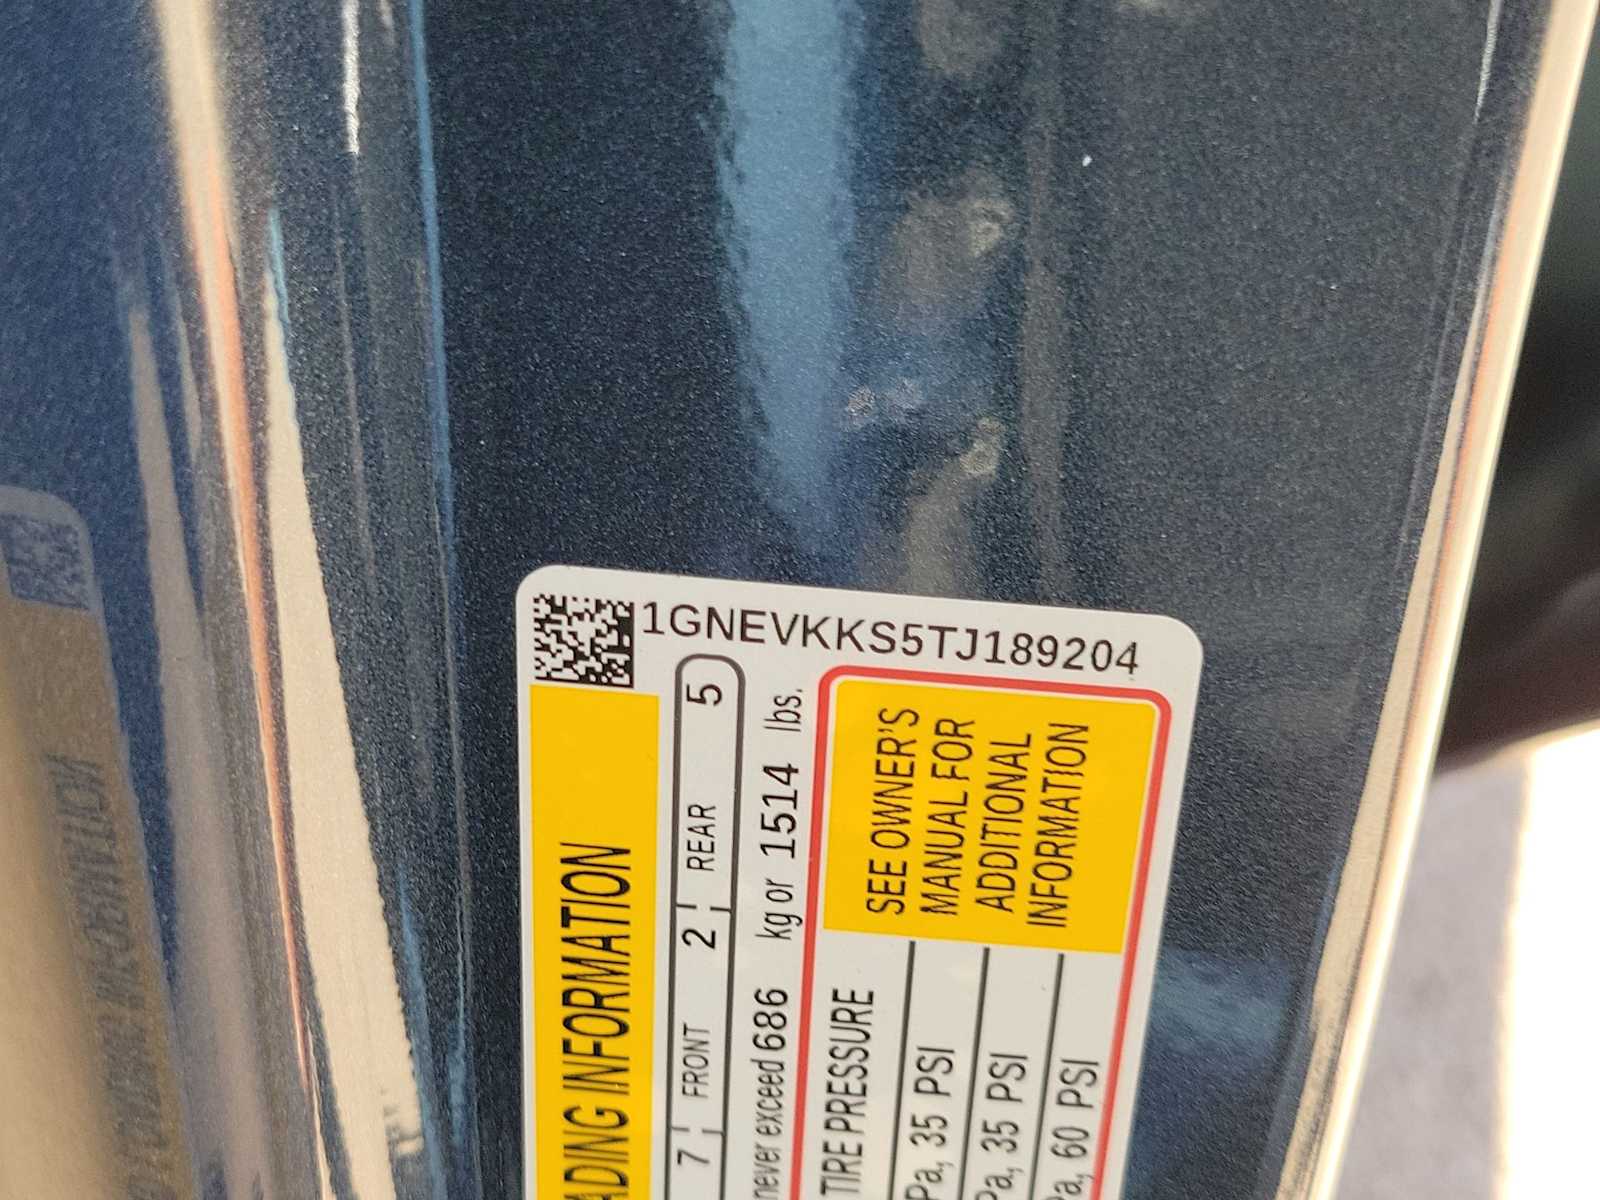 1GNEVKKS5TJ189204
ADING INFORMATION
7 FRONT 2 REAR 5
never exceed 686 kg or 1514 lbs.
TIRE PRESSURE
Pa, 35 PSI
Pa, 35 PSI
Pa, 60 PSI
SEE OWNER'S
MANUAL FOR
ADDITIONAL
INFORMATION